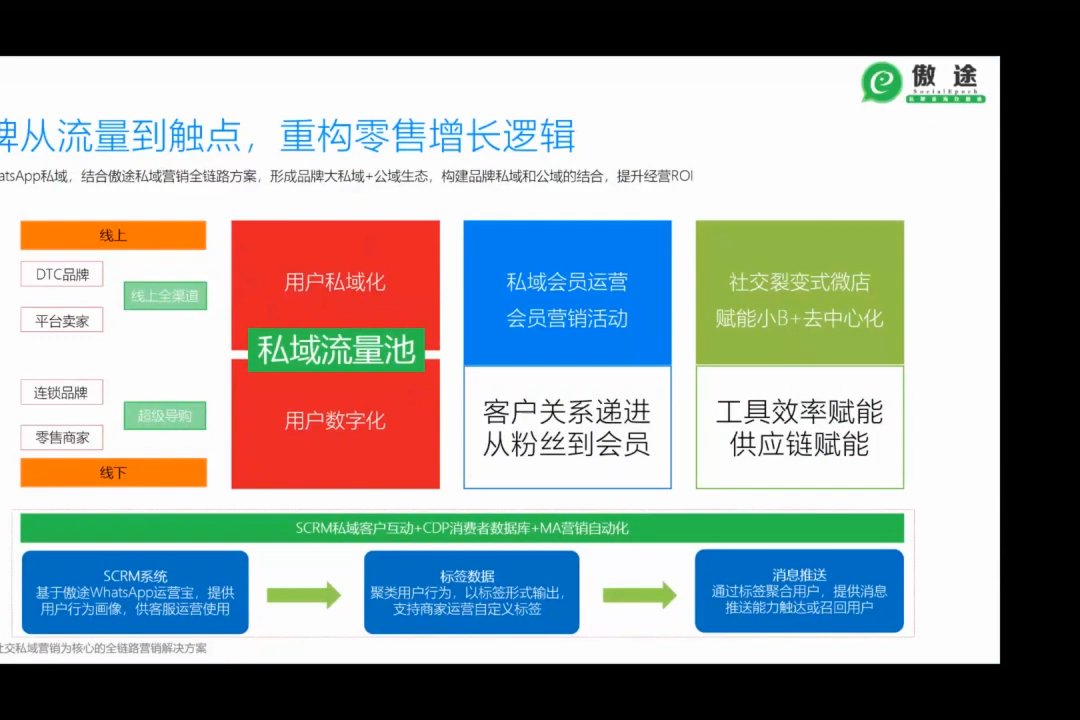 傲途
SocialEpoch
牌从流量到触点，重构零售增长逻辑
atsApp私域，结合傲途私域营销全链路方案，形成品牌大私域+公域生态，构建品牌私域和公域的结合，提升经营ROI
线上
DTC品牌
线上全渠道
平台卖家
连锁品牌
超级导购
零售商家
线下
用户私域化
私域流量池
用户数字化
私域会员运营
会员营销活动
客户关系递进
从粉丝到会员
社交裂变式微店
赋能小B+去中心化
工具效率赋能
供应链赋能
SCRM私域客户互动+CDP消费者数据库+MA营销自动化
SCRM系统
基于傲途WhatsApp运营宝，提供
用户行为画像，供客服运营使用
标签数据
聚类用户行为，以标签形式输出，
支持商家运营自定义标签
消息推送
通过标签聚合用户，提供消息
推送能力触达或召回用户
社交私域营销为核心的全链路营销解决方案